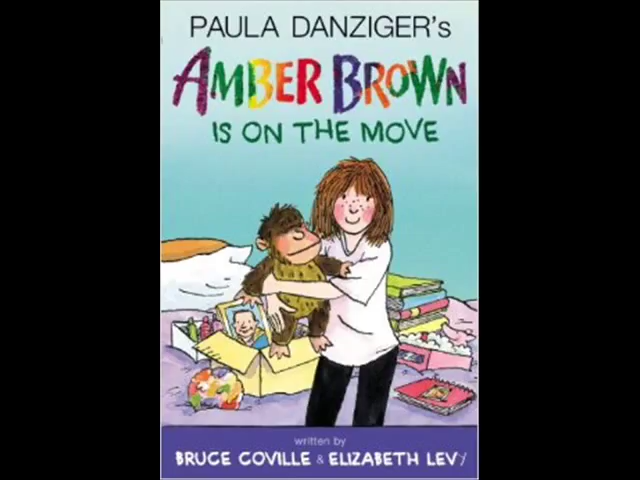 PAULA DANZIGER's
AMBER BROWN
IS ON THE MOVE
written by
BRUCE COVILLE & ELIZABETH LEVY